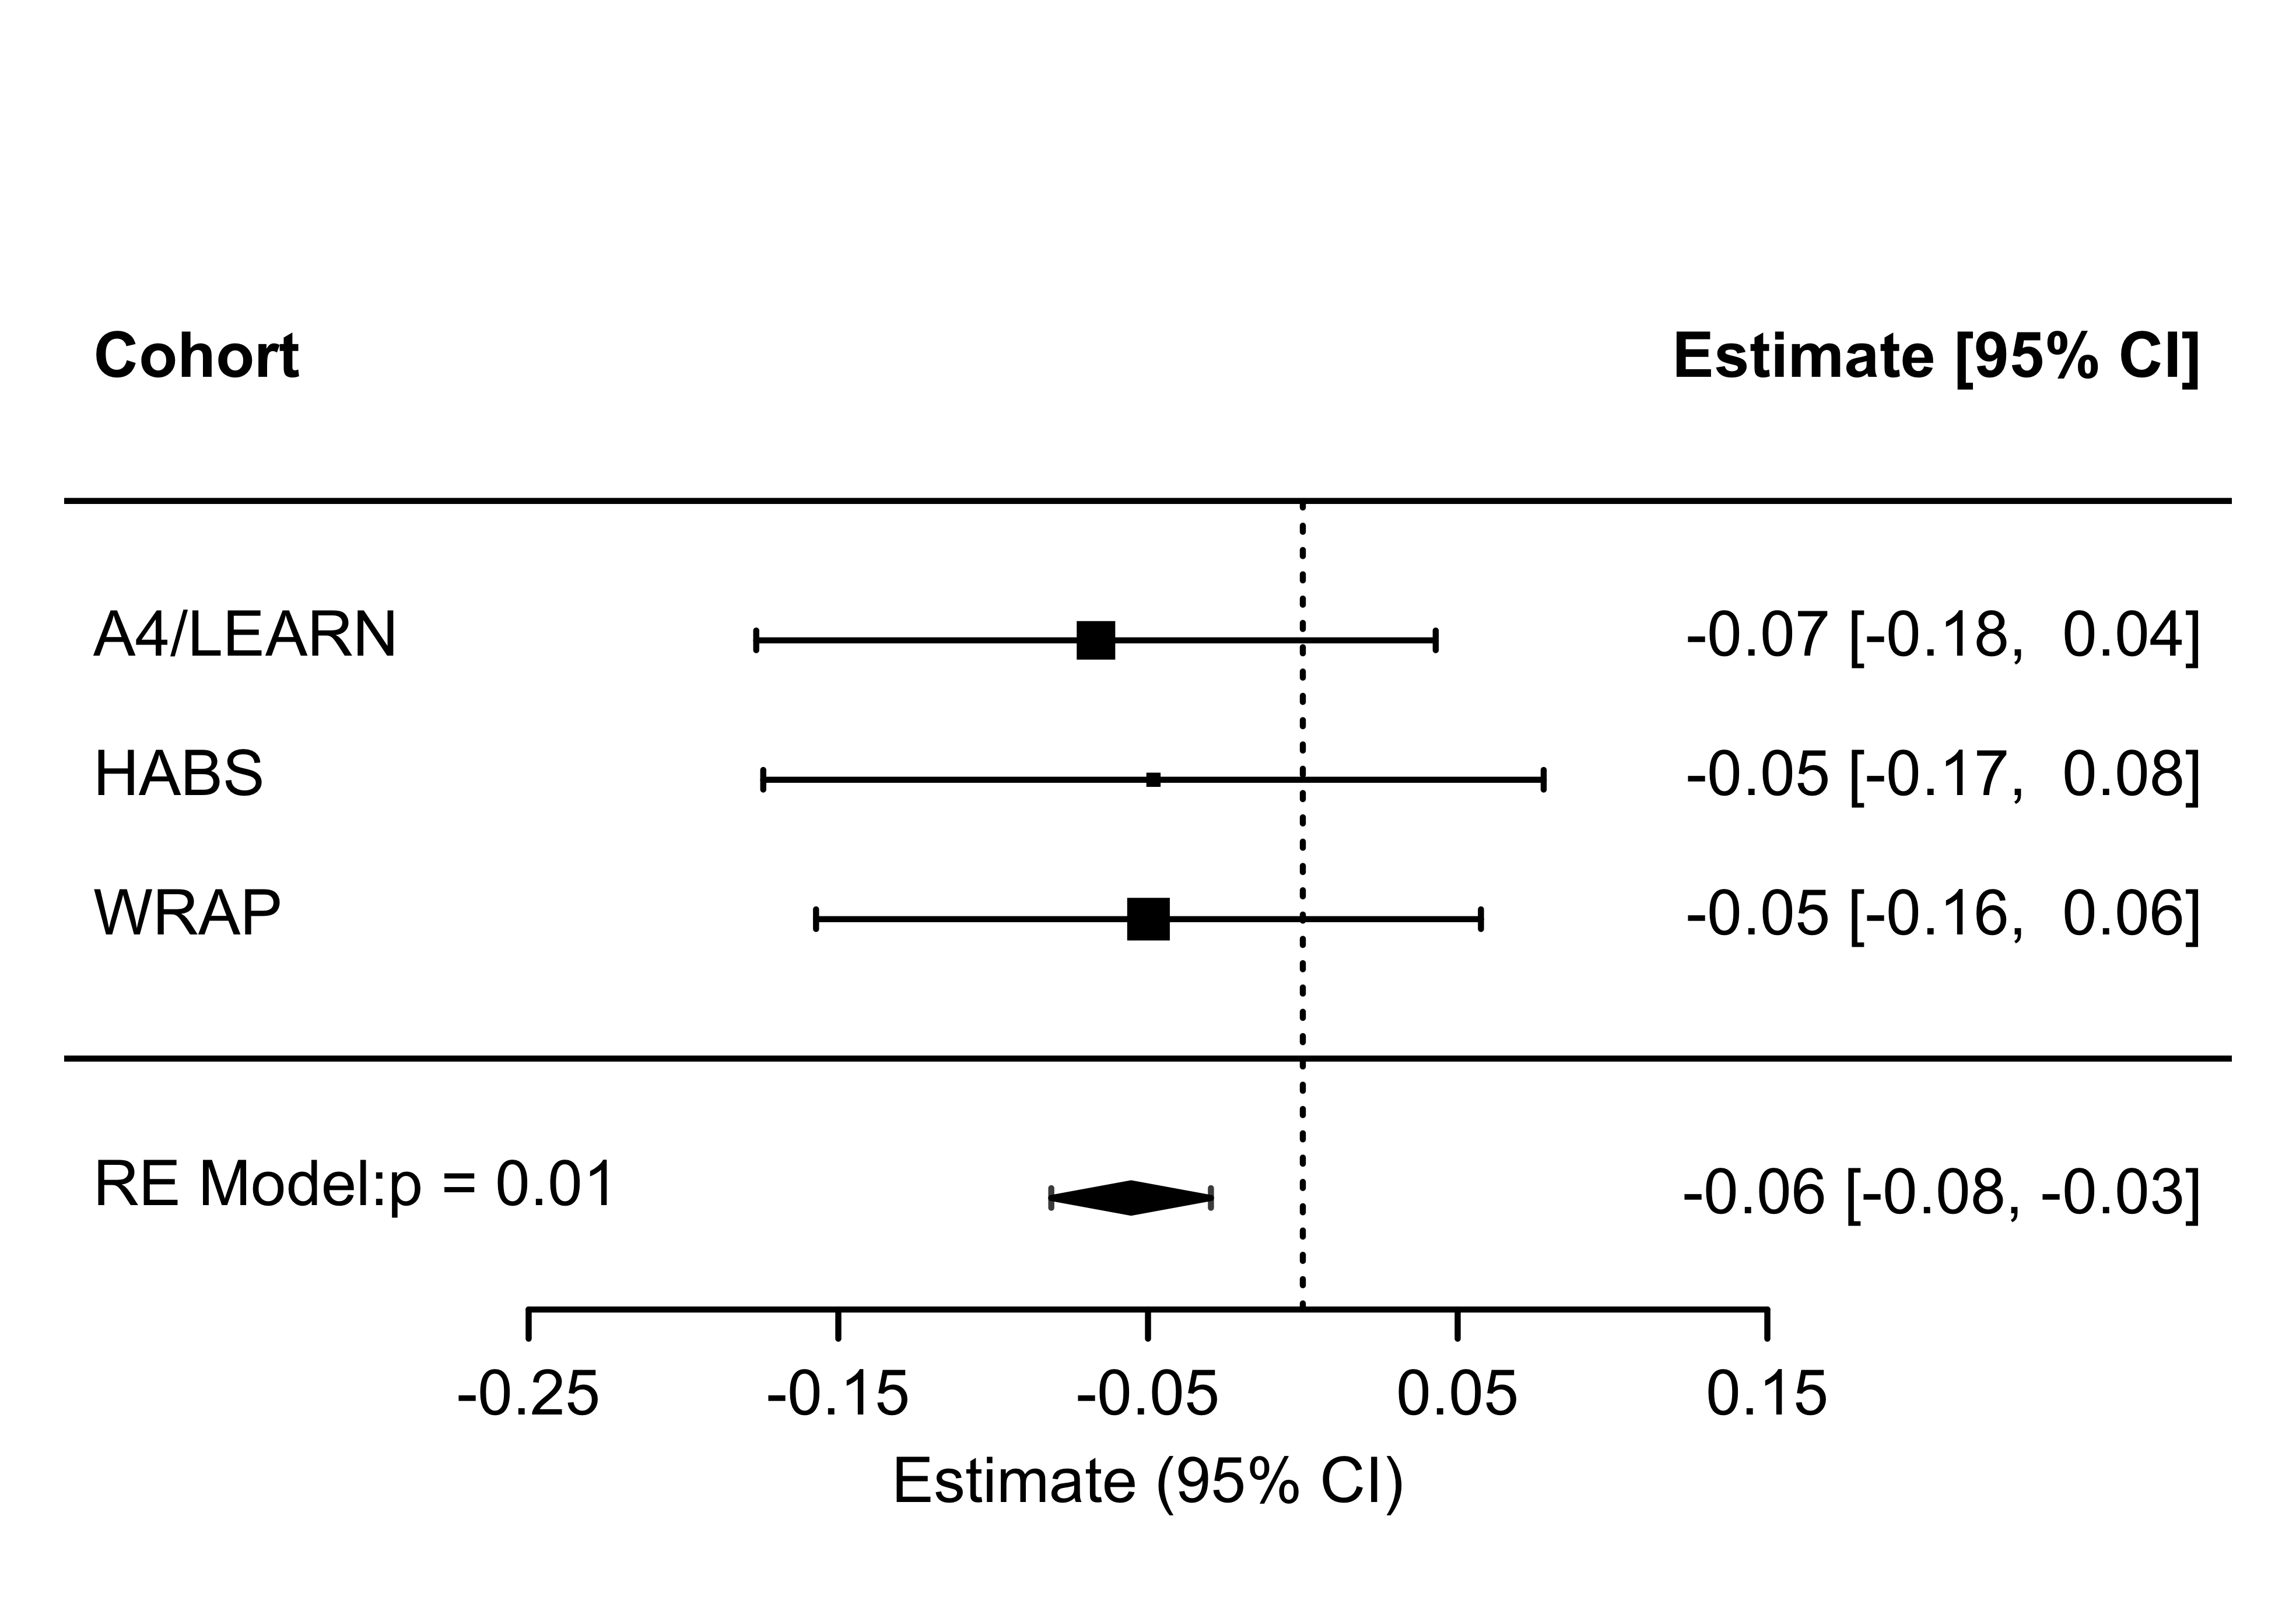 Cohort Estimate [95% CI]
A4/LEARN -0.07 [-0.18, 0.04]
HABS -0.05 [-0.17, 0.08]
WRAP -0.05 [-0.16, 0.06]
RE Model:p = 0.01 -0.06 [-0.08, -0.03]
-0.25 -0.15 -0.05 0.05 0.15
Estimate (95% CI)